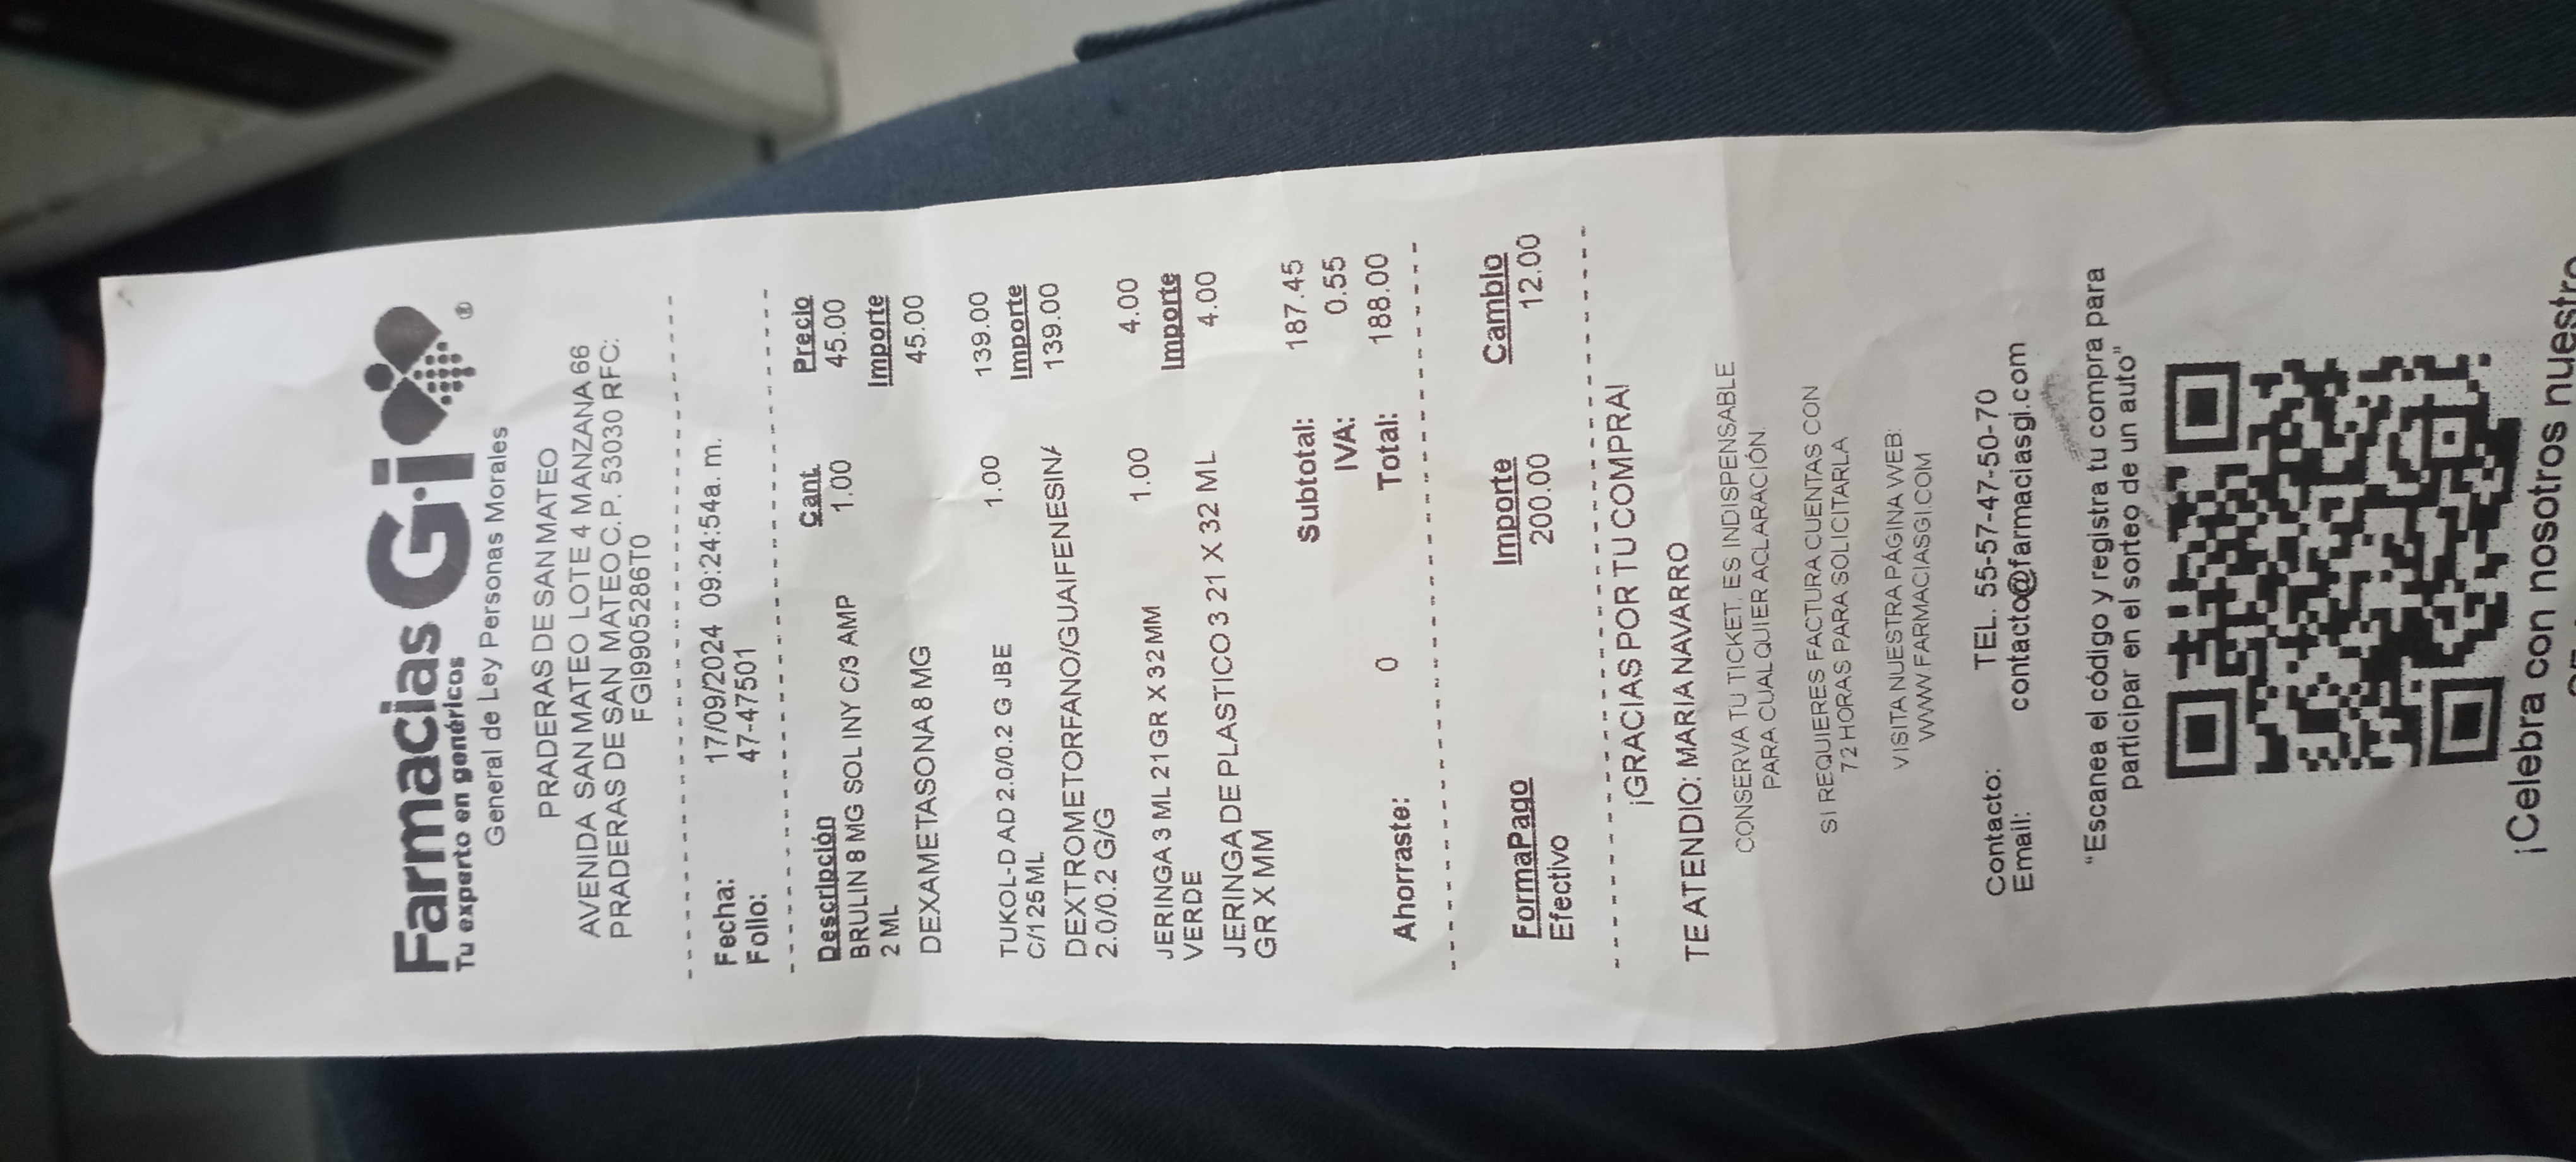 Farmacias Gi ®
Tu experto en genéricos
General de Ley Personas Morales
PRADERAS DE SAN MATEO
AVENIDA SAN MATEO LOTE 4 MANZANA 66
PRADERAS DE SAN MATEO C.P. 53030 RFC:
FGI9905286T0
Fecha: 17/09/2024 09:24:54a. m.
Folio: 47-47501
Descripción Cant. Precio
BRULIN 8 MG SOL INY C/3 AMP 1.00 45.00
2 ML Importe
DEXAMETASONA 8 MG 45.00
TUKOL-D AD 2.0/0.2 G JBE 1.00 139.00
C/125 ML Importe
DEXTROMETORFANO/GUAIFENESINA 139.00
2.0/0.2 G/G
JERINGA 3 ML 21 GR X 32 MM 1.00 4.00
VERDE Importe
JERINGA DE PLASTICO 3 21 X 32 ML 4.00
GR X MM
Subtotal: 187.45
IVA: 0.55
Ahorraste: 0 Total: 188.00
FormaPago Importe Cambio
Efectivo 200.00 12.00
¡GRACIAS POR TU COMPRA!
TE ATENDIO: MARIA NAVARRO
CONSERVA TU TICKET, ES INDISPENSABLE
PARA CUALQUIER ACLARACIÓN.
SI REQUIERES FACTURA CUENTAS CON
72 HORAS PARA SOLICITARLA
VISITA NUESTRA PÁGINA WEB:
WWW.FARMACIASGI.COM
Contacto: TEL. 55-57-47-50-70
Email: contacto@farmaciasgi.com
"Escanea el código y registra tu compra para
participar en el sorteo de un auto"
¡Celebra con nosotros nuestro